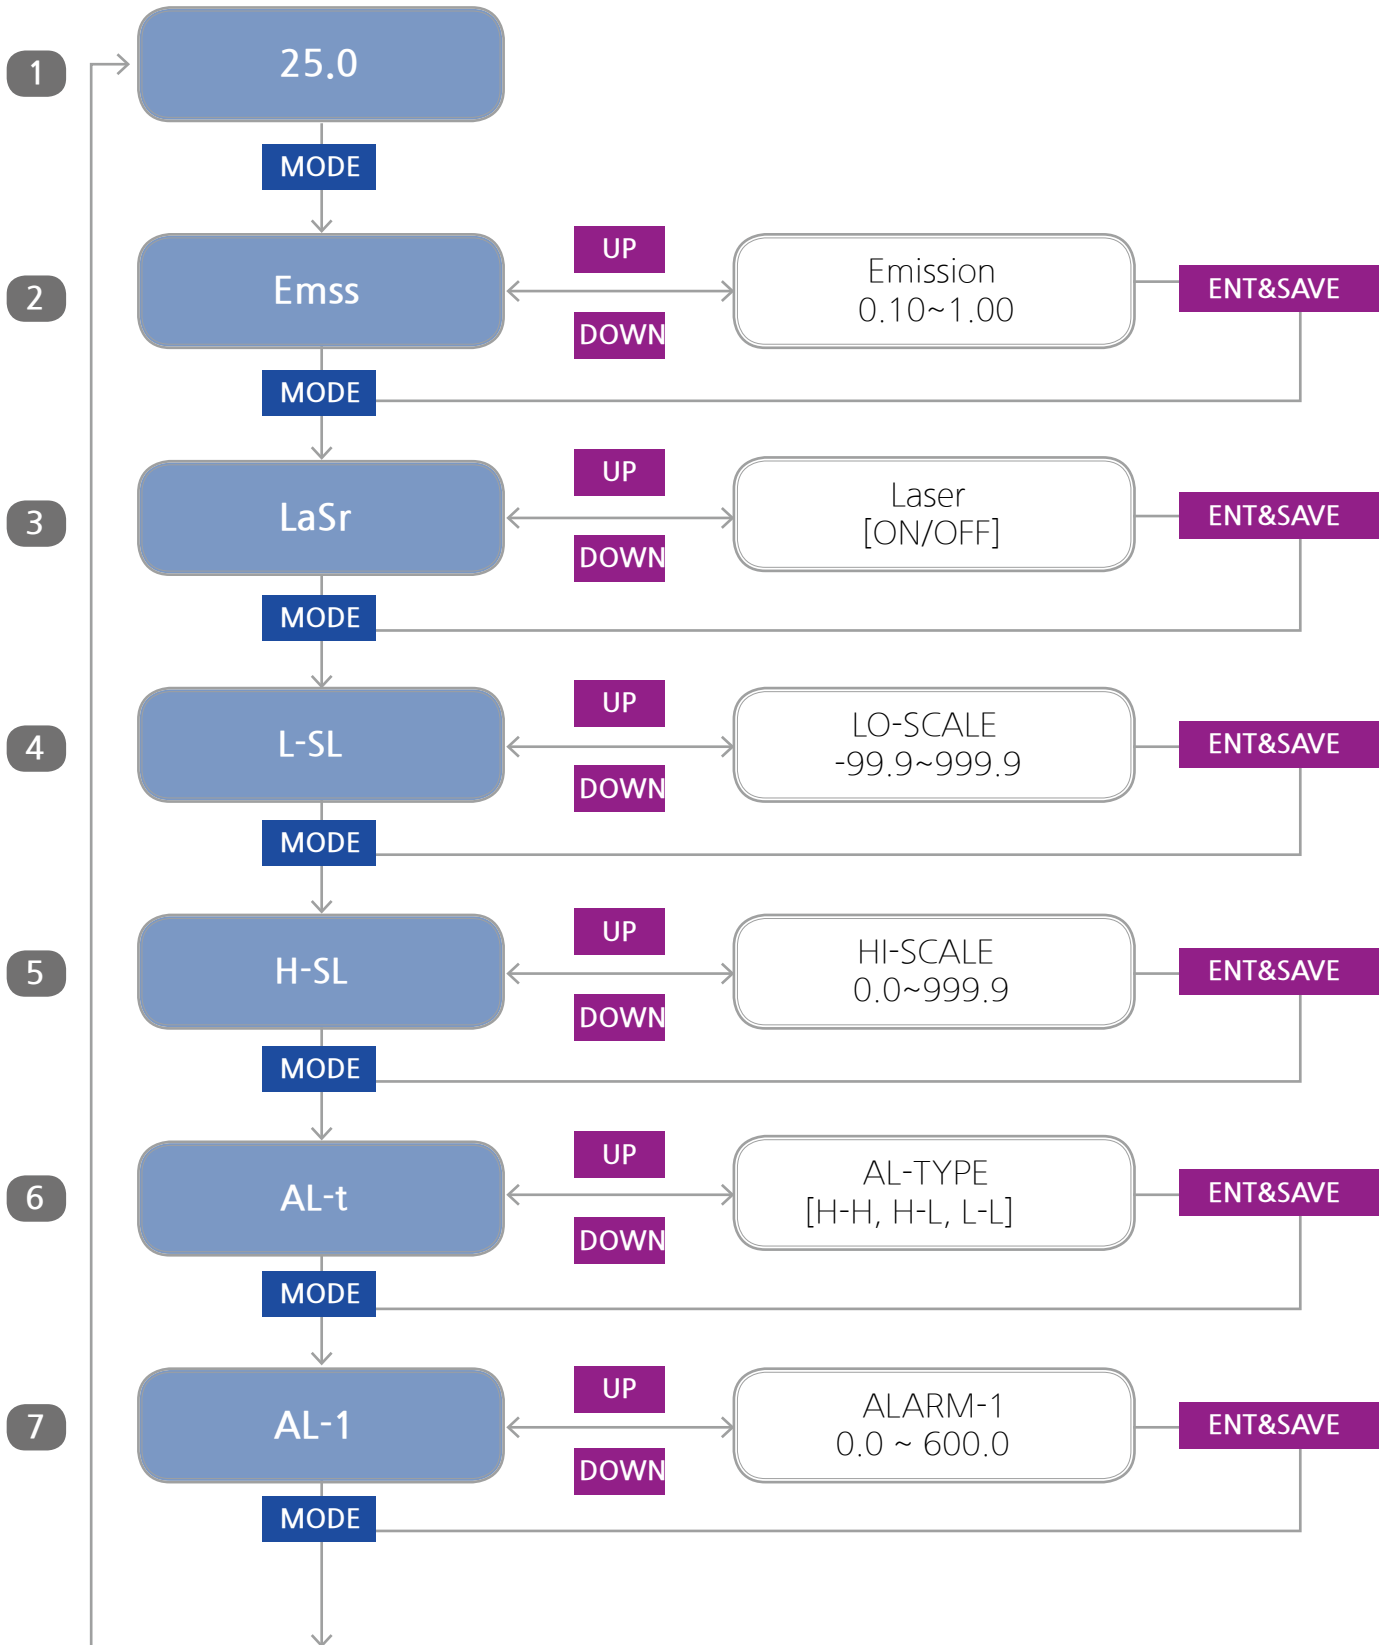 1
25.0
MODE
2
Emss
UP
DOWN
Emission
0.10~1.00
ENT&SAVE
MODE
3
LaSr
UP
DOWN
Laser
[ON/OFF]
ENT&SAVE
MODE
4
L-SL
UP
DOWN
LO-SCALE
-99.9~999.9
ENT&SAVE
MODE
5
H-SL
UP
DOWN
HI-SCALE
0.0~999.9
ENT&SAVE
MODE
6
AL-t
UP
DOWN
AL-TYPE
[H-H, H-L, L-L]
ENT&SAVE
MODE
7
AL-1
UP
DOWN
ALARM-1
0.0 ~ 600.0
ENT&SAVE
MODE